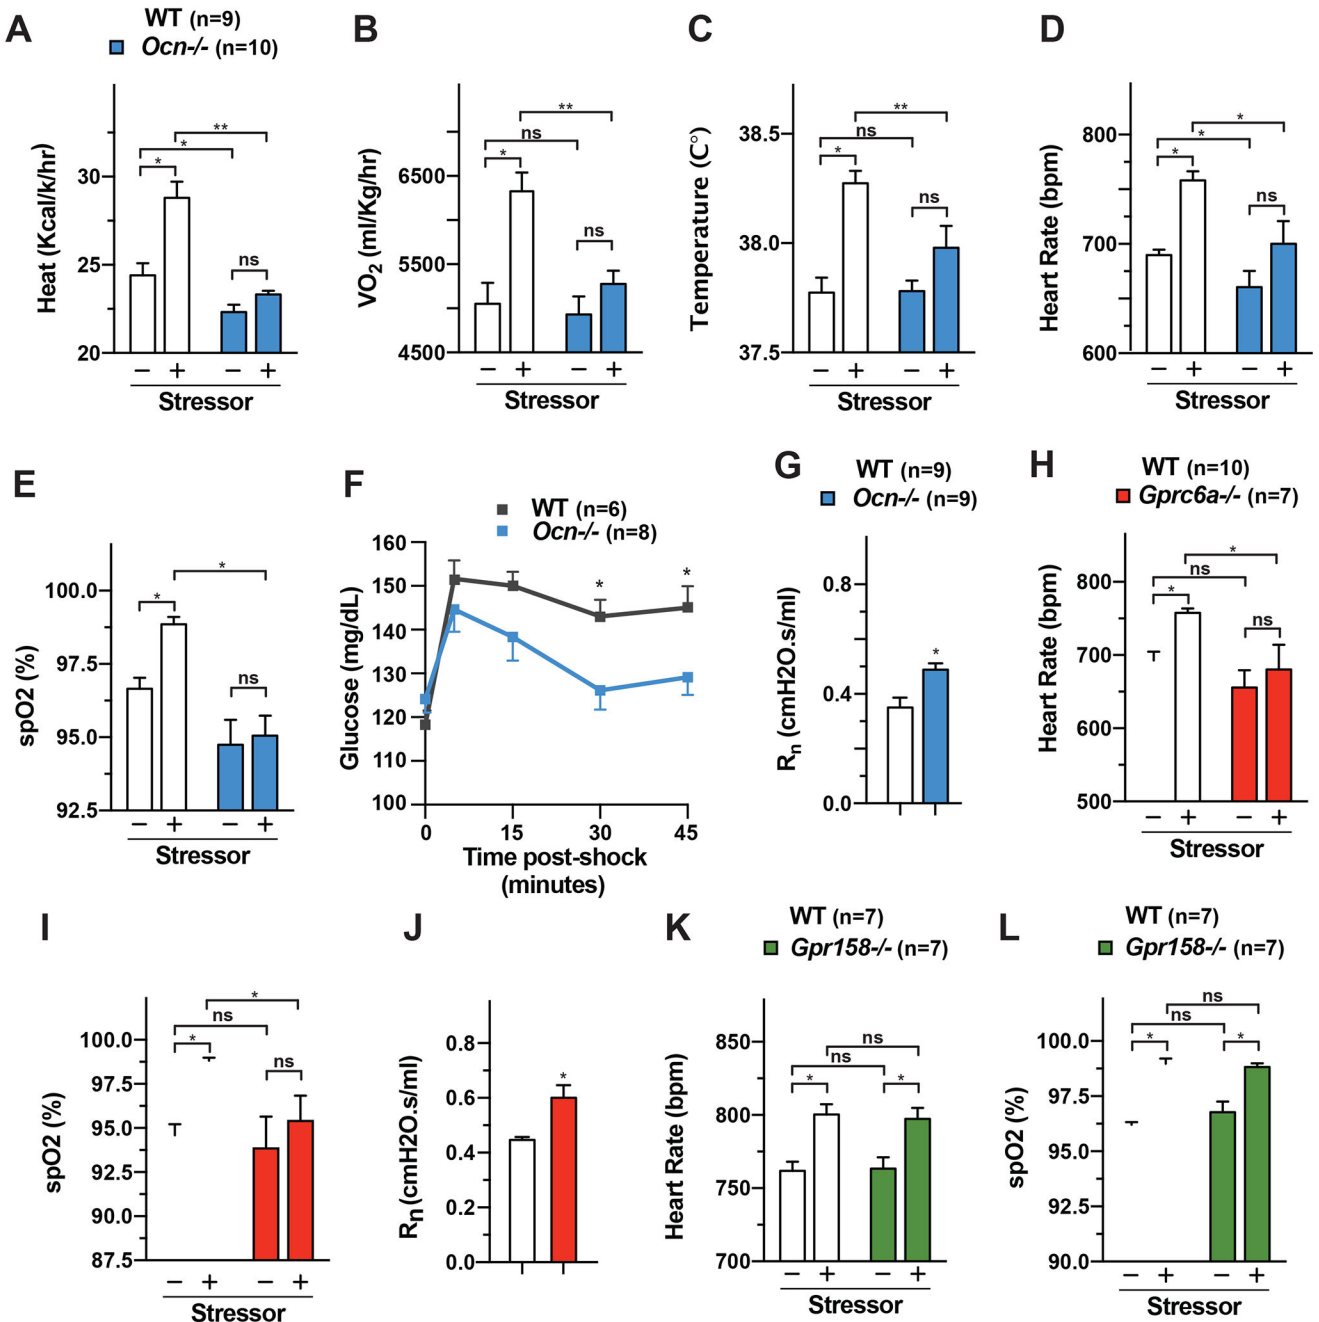 A
WT (n=9)
Ocn-/- (n=10)
Heat (Kcal/k/hr)
30
25
20
*
*
**
ns
− + − +
Stressor
B
VO2 (ml/Kg/hr)
6500
5500
4500
**
ns
*
ns
− + − +
Stressor
C
Temperature (C°)
38.5
38.0
37.5
**
ns
*
ns
− + − +
Stressor
D
Heart Rate (bpm)
800
700
600
*
*
*
ns
− + − +
Stressor
E
spO2 (%)
100.0
97.5
95.0
92.5
*
*
ns
− + − +
Stressor
F
WT (n=6)
Ocn-/- (n=8)
Glucose (mg/dL)
160
150
140
130
120
110
100
*
*
0 15 30 45
Time post-shock
(minutes)
G
WT (n=9)
Ocn-/- (n=9)
Rn (cmH2O.s/ml)
0.8
0.4
0.0
*
H
WT (n=10)
Gprc6a-/- (n=7)
Heart Rate (bpm)
800
700
600
500
*
ns
*
ns
− + − +
Stressor
I
spO2 (%)
100.0
97.5
95.0
92.5
90.0
87.5
*
ns
*
ns
− + − +
Stressor
J
Rn (cmH2O.s/ml)
0.8
0.6
0.4
0.2
0.0
*
K
WT (n=7)
Gpr158-/- (n=7)
Heart Rate (bpm)
850
800
750
700
ns
ns
*
*
− + − +
Stressor
L
WT (n=7)
Gpr158-/- (n=7)
spO2 (%)
100.0
97.5
95.0
92.5
90.0
ns
ns
*
*
− + − +
Stressor